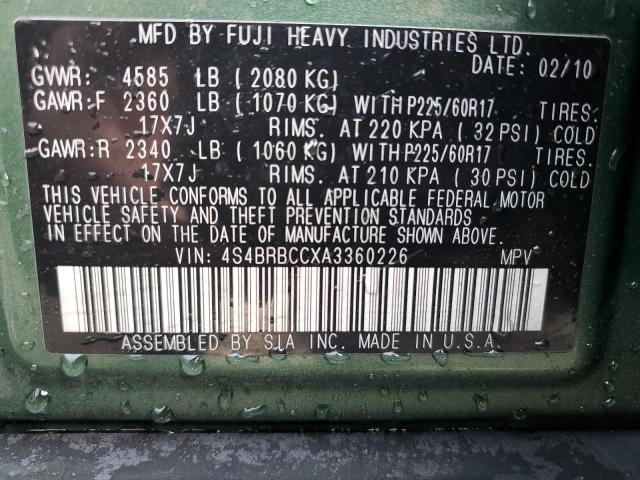 MFD BY FUJI HEAVY INDUSTRIES LTD.
DATE: 02/10
GVWR: 4585 LB ( 2080 KG)
GAWR:F 2360 LB ( 1070 KG) WITH P225/60R17 TIRES.
17X7J RIMS. AT 220 KPA ( 32 PSI) COLD
GAWR:R 2340 LB ( 1060 KG) WITH P225/60R17 TIRES.
17X7J RIMS. AT 210 KPA ( 30 PSI) COLD
THIS VEHICLE CONFORMS TO ALL APPLICABLE FEDERAL MOTOR
VEHICLE SAFETY AND THEFT PREVENTION STANDARDS
IN EFFECT ON THE DATE OF MANUFACTURE SHOWN ABOVE.
VIN: 4S4BRBCCXA3360226 MPV
ASSEMBLED BY SIA INC. MADE IN U.S.A.